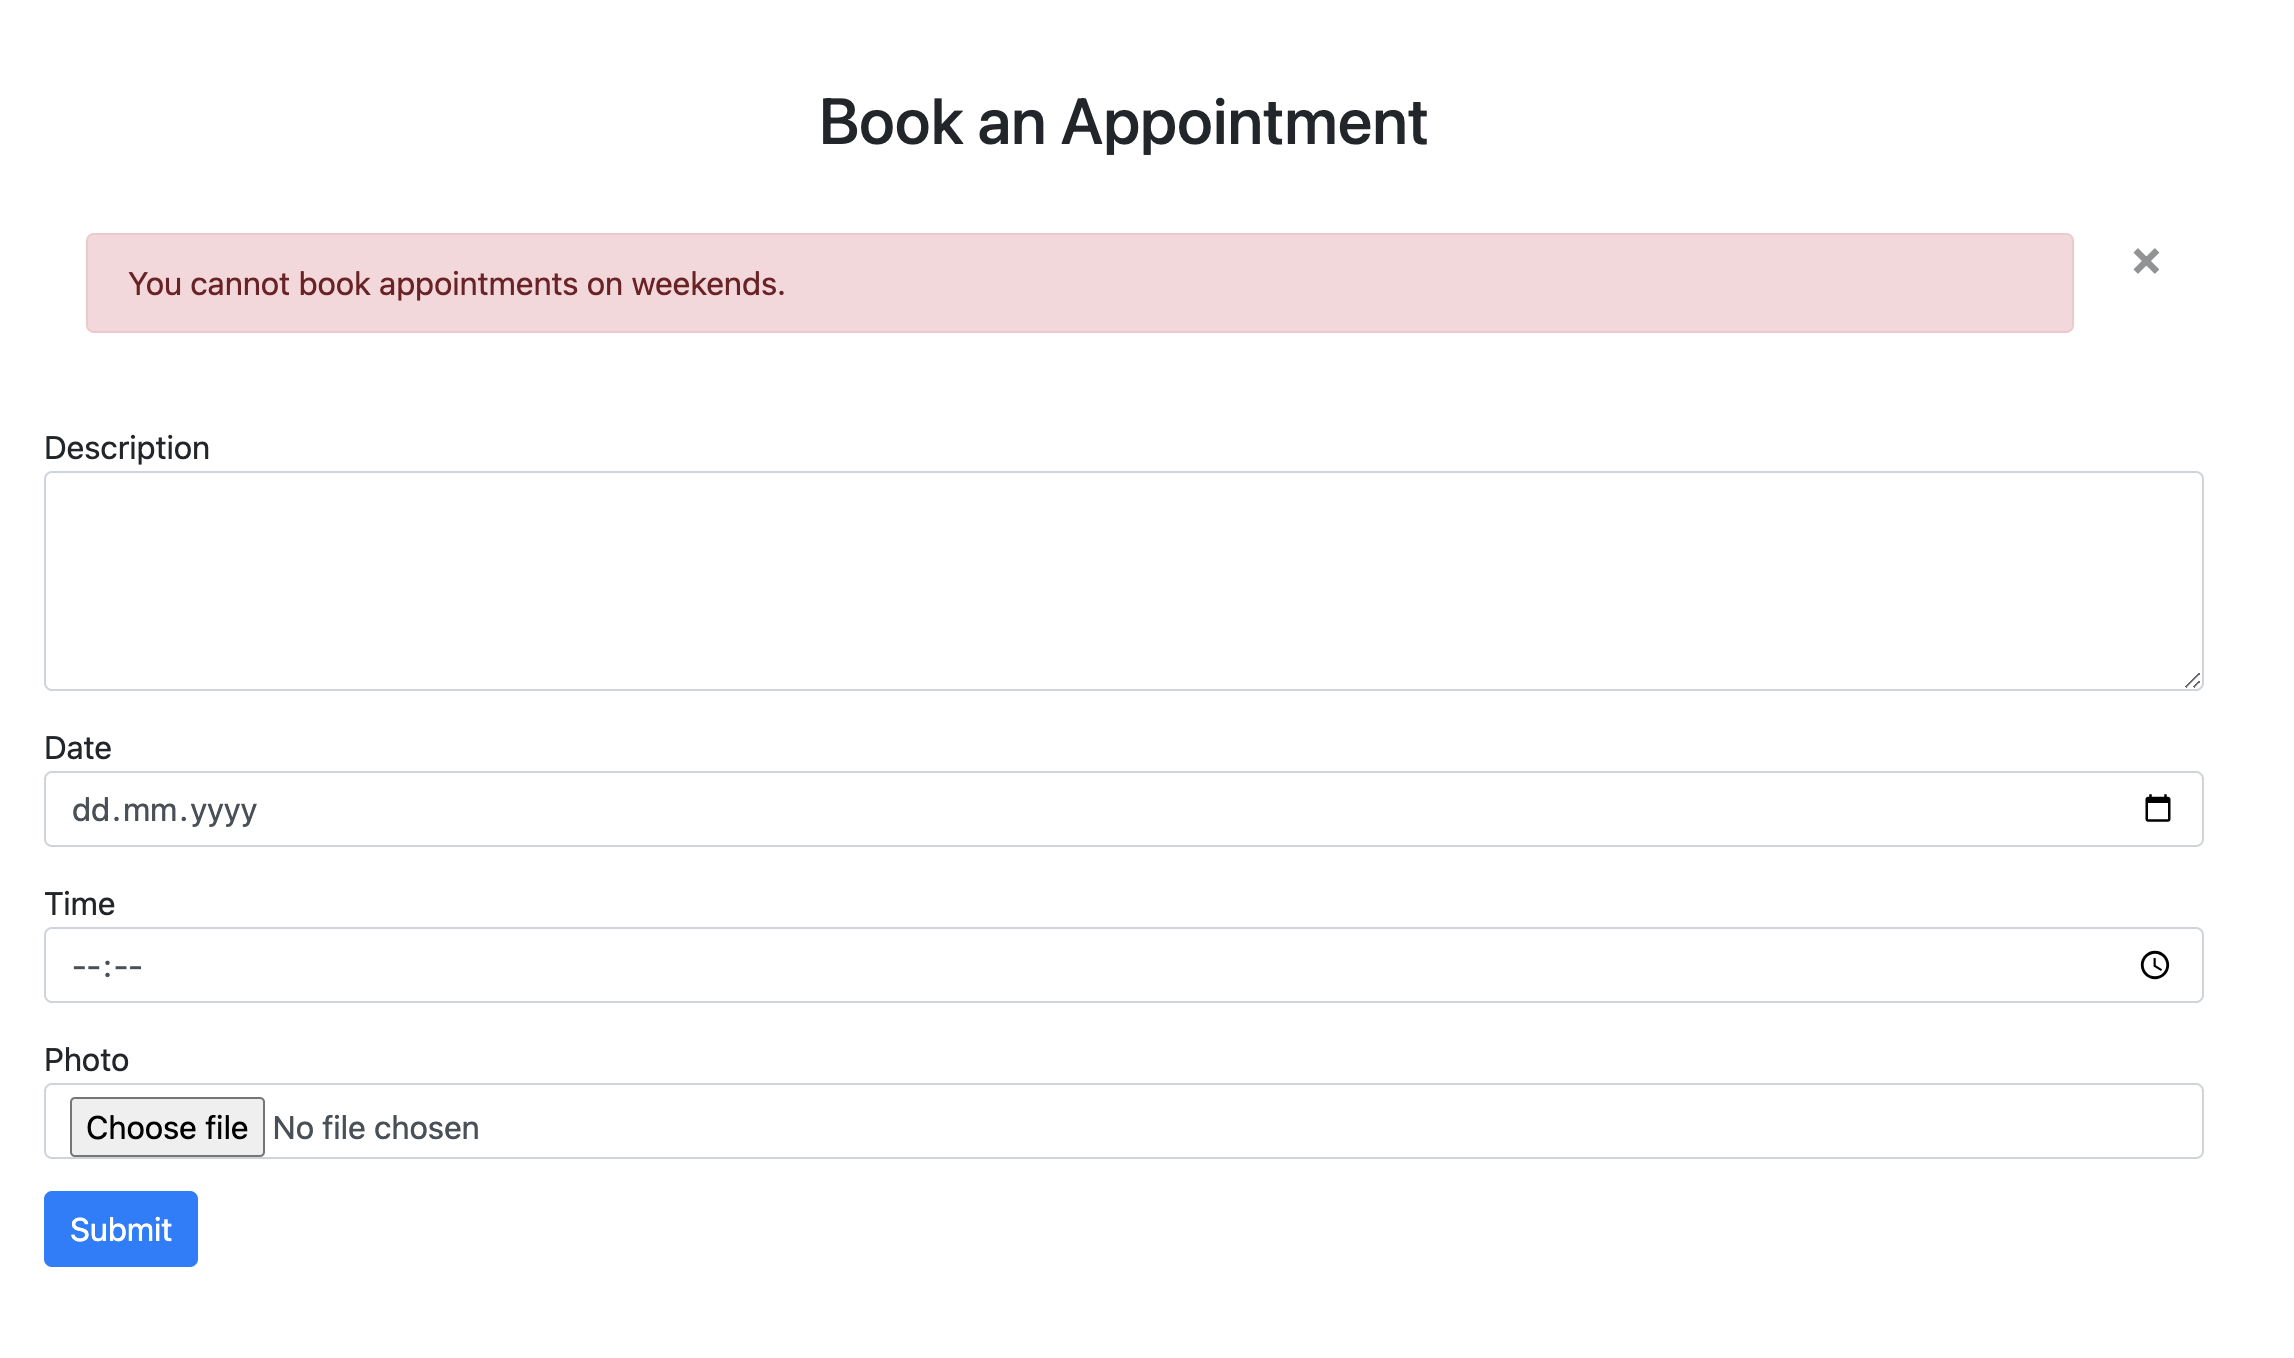 Book an Appointment
You cannot book appointments on weekends.
Description
Date
dd.mm.yyyy
Time
--:--
Photo
Choose file No file chosen
Submit